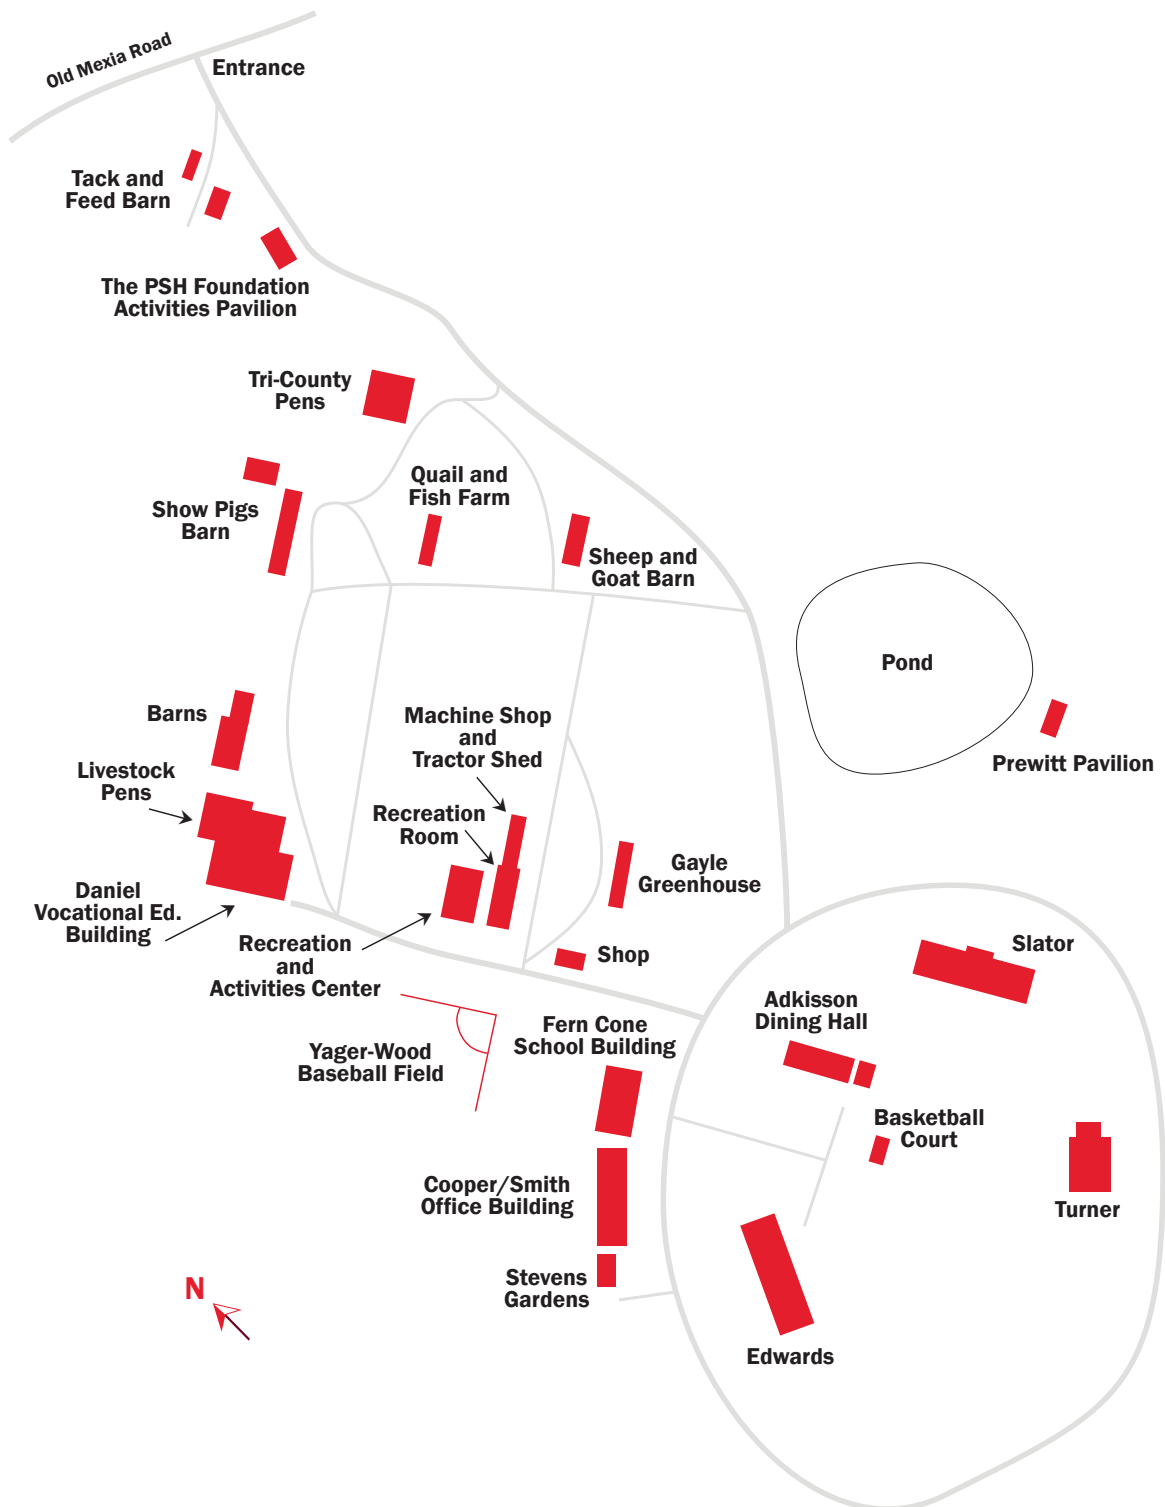 Old Mexia Road
Entrance
Tack and
Feed Barn
The PSH Foundation
Activities Pavilion
Tri-County
Pens
Quail and
Fish Farm
Show Pigs
Barn
Sheep and
Goat Barn
Pond
Barns
Machine Shop
and
Tractor Shed
Prewitt Pavilion
Livestock
Pens
Recreation
Room
Gayle
Greenhouse
Daniel
Vocational Ed.
Building
Recreation
and
Activities Center
Shop
Slator
Adkisson
Dining Hall
Fern Cone
School Building
Yager-Wood
Baseball Field
Basketball
Court
Cooper/Smith
Office Building
Turner
Stevens
Gardens
N
Edwards